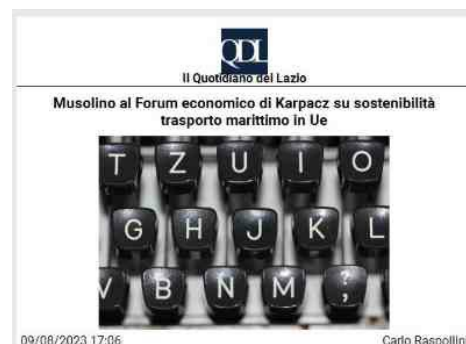 QDL
Il Quotidiano del Lazio
Musolino al Forum economico di Karpacz su sostenibilità
trasporto marittimo in Ue
T Z U I O
G H J K L
V B N M ? ;
09/08/2023 17:06
Carlo Raspollini